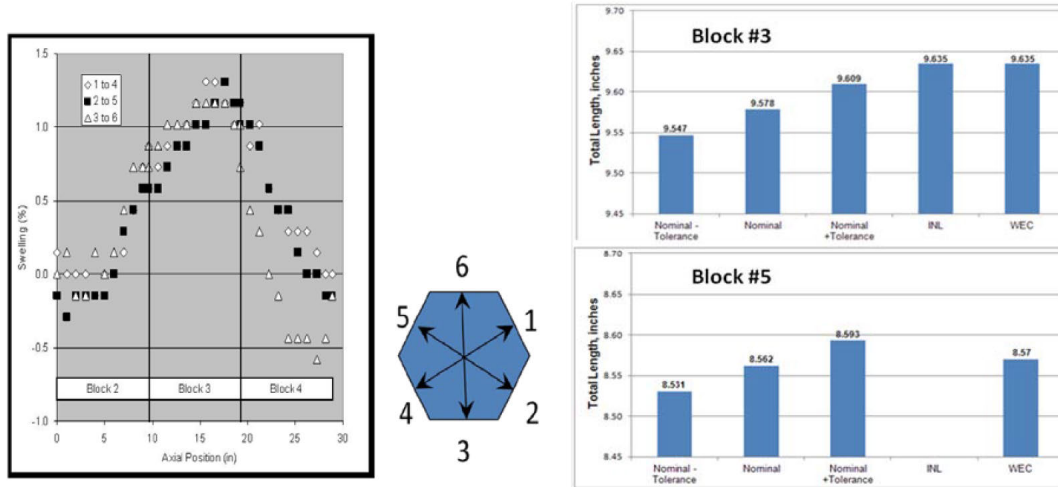 1.5
1.0
0.5
0.0
-0.5
-1.0
Swelling (%)
1 to 4
2 to 5
3 to 6
Block 2
Block 3
Block 4
0
5
10
15
20
25
30
Axial Position (in)
6
5
1
4
2
3
Block #3
Total Length, inches
9.70
9.65
9.60
9.55
9.50
9.45
9.547
9.578
9.609
9.635
9.635
Nominal -
Tolerance
Nominal
Nominal
+Tolerance
INL
WEC
Block #5
Total Length, inches
8.70
8.65
8.60
8.55
8.50
8.45
8.531
8.562
8.593
8.57
Nominal -
Tolerance
Nominal
Nominal
+Tolerance
INL
WEC